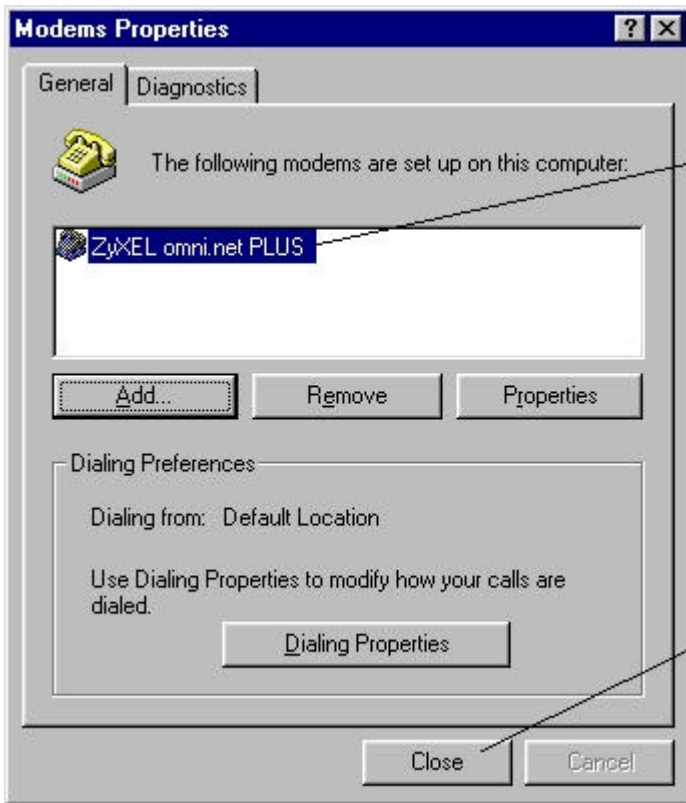 Modems Properties
General
Diagnostics
The following modems are set up on this computer:
ZyXEL omni.net PLUS
Add...
Remove
Properties
Dialing Preferences
Dialing from: Default Location
Use Dialing Properties to modify how your calls are
dialed.
Dialing Properties
Close
Cancel